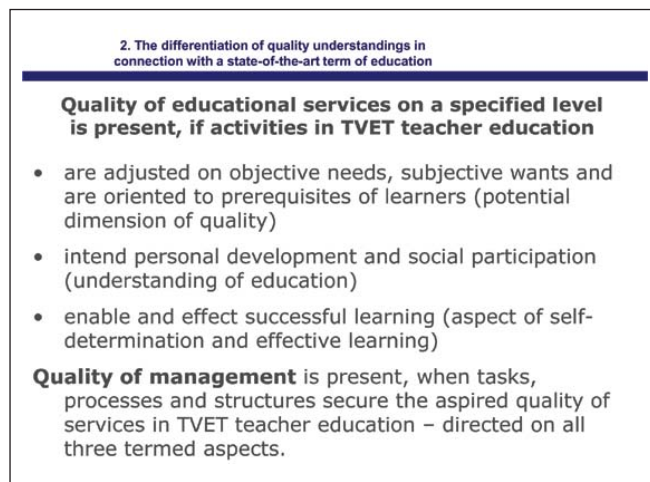 2. The differentiation of quality understandings in
connection with a state-of-the-art term of education
Quality of educational services on a specified level
is present, if activities in TVET teacher education
• are adjusted on objective needs, subjective wants and
are oriented to prerequisites of learners (potential
dimension of quality)
• intend personal development and social participation
(understanding of education)
• enable and effect successful learning (aspect of self-
determination and effective learning)
Quality of management is present, when tasks,
processes and structures secure the aspired quality of
services in TVET teacher education – directed on all
three termed aspects.